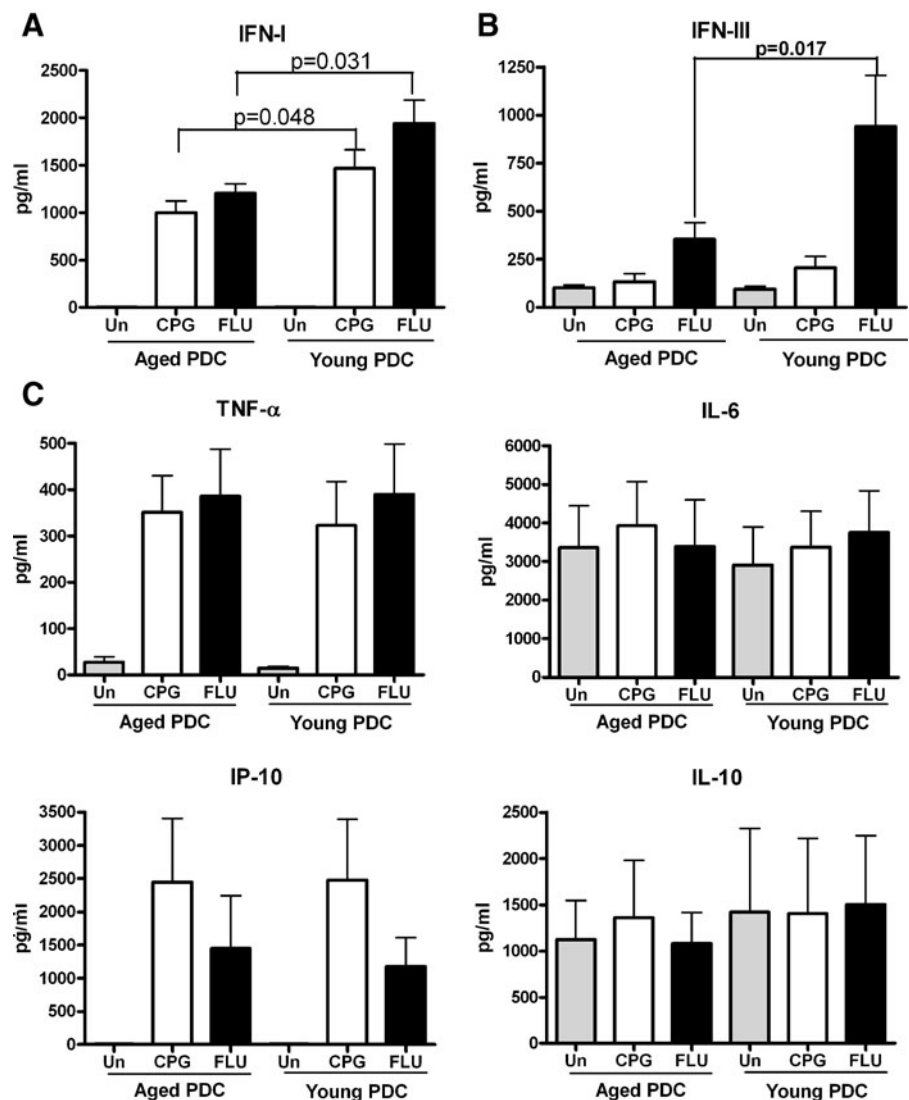 A
IFN-I
2500
2000
1500
1000
500
0
pg/ml
p=0.031
p=0.048
Un CPG FLU Un CPG FLU
Aged PDC Young PDC
B
IFN-III
1250
1000
750
500
250
0
pg/ml
p=0.017
Un CPG FLU Un CPG FLU
Aged PDC Young PDC
C
TNF-α
500
400
300
200
100
0
pg/ml
Un CPG FLU Un CPG FLU
Aged PDC Young PDC
IL-6
6000
5000
4000
3000
2000
1000
0
pg/ml
Un CPG FLU Un CPG FLU
Aged PDC Young PDC
IP-10
3500
3000
2500
2000
1500
1000
500
0
pg/ml
Un CPG FLU Un CPG FLU
Aged PDC Young PDC
IL-10
2500
2000
1500
1000
500
0
pg/ml
Un CPG FLU Un CPG FLU
Aged PDC Young PDC